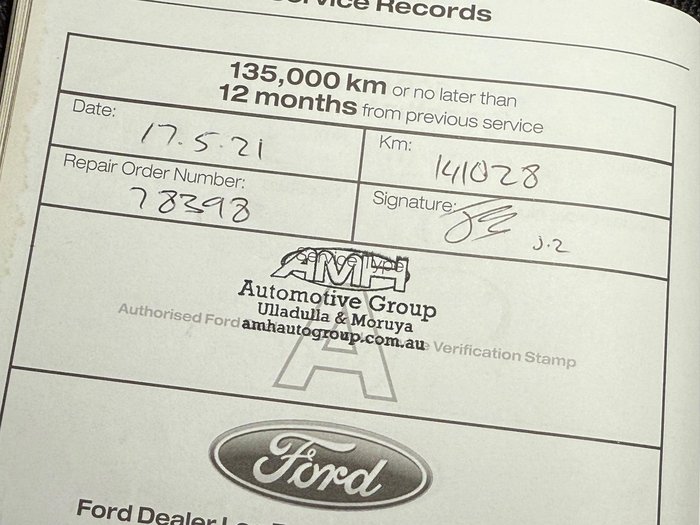 Service Records
135,000 km or no later than
12 months from previous service
Date: 17.5.21
Km: 141028
Repair Order Number: 78398
Signature: J.2
Service Type
AMH
Automotive Group
Ulladulla & Moruya
amhautogroup.com.au
Authorised Ford Verification Stamp
A
Ford
Ford Dealer